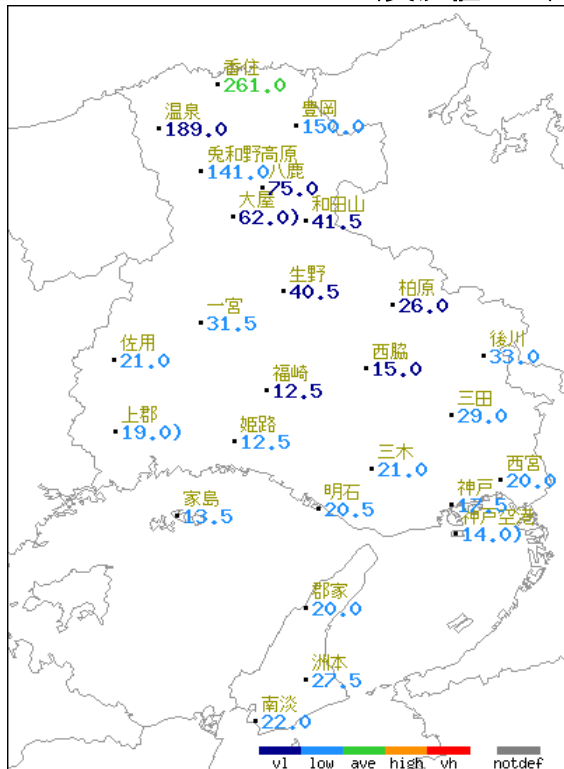 香住
261.0
温泉
189.0
豊岡
150.0
兎和野高原
141.0
八鹿
75.0
大屋
62.0)
和田山
41.5
生野
40.5
柏原
26.0
一宮
31.5
佐用
21.0
西脇
15.0
後川
33.0
福崎
12.5
三田
29.0
上郡
19.0)
姫路
12.5
三木
21.0
西宮
20.0
家島
13.5
明石
20.5
神戸
17.5
神戸空港
14.0)
郡家
20.0
洲本
27.5
南淡
22.0
vl low ave high vh notdef